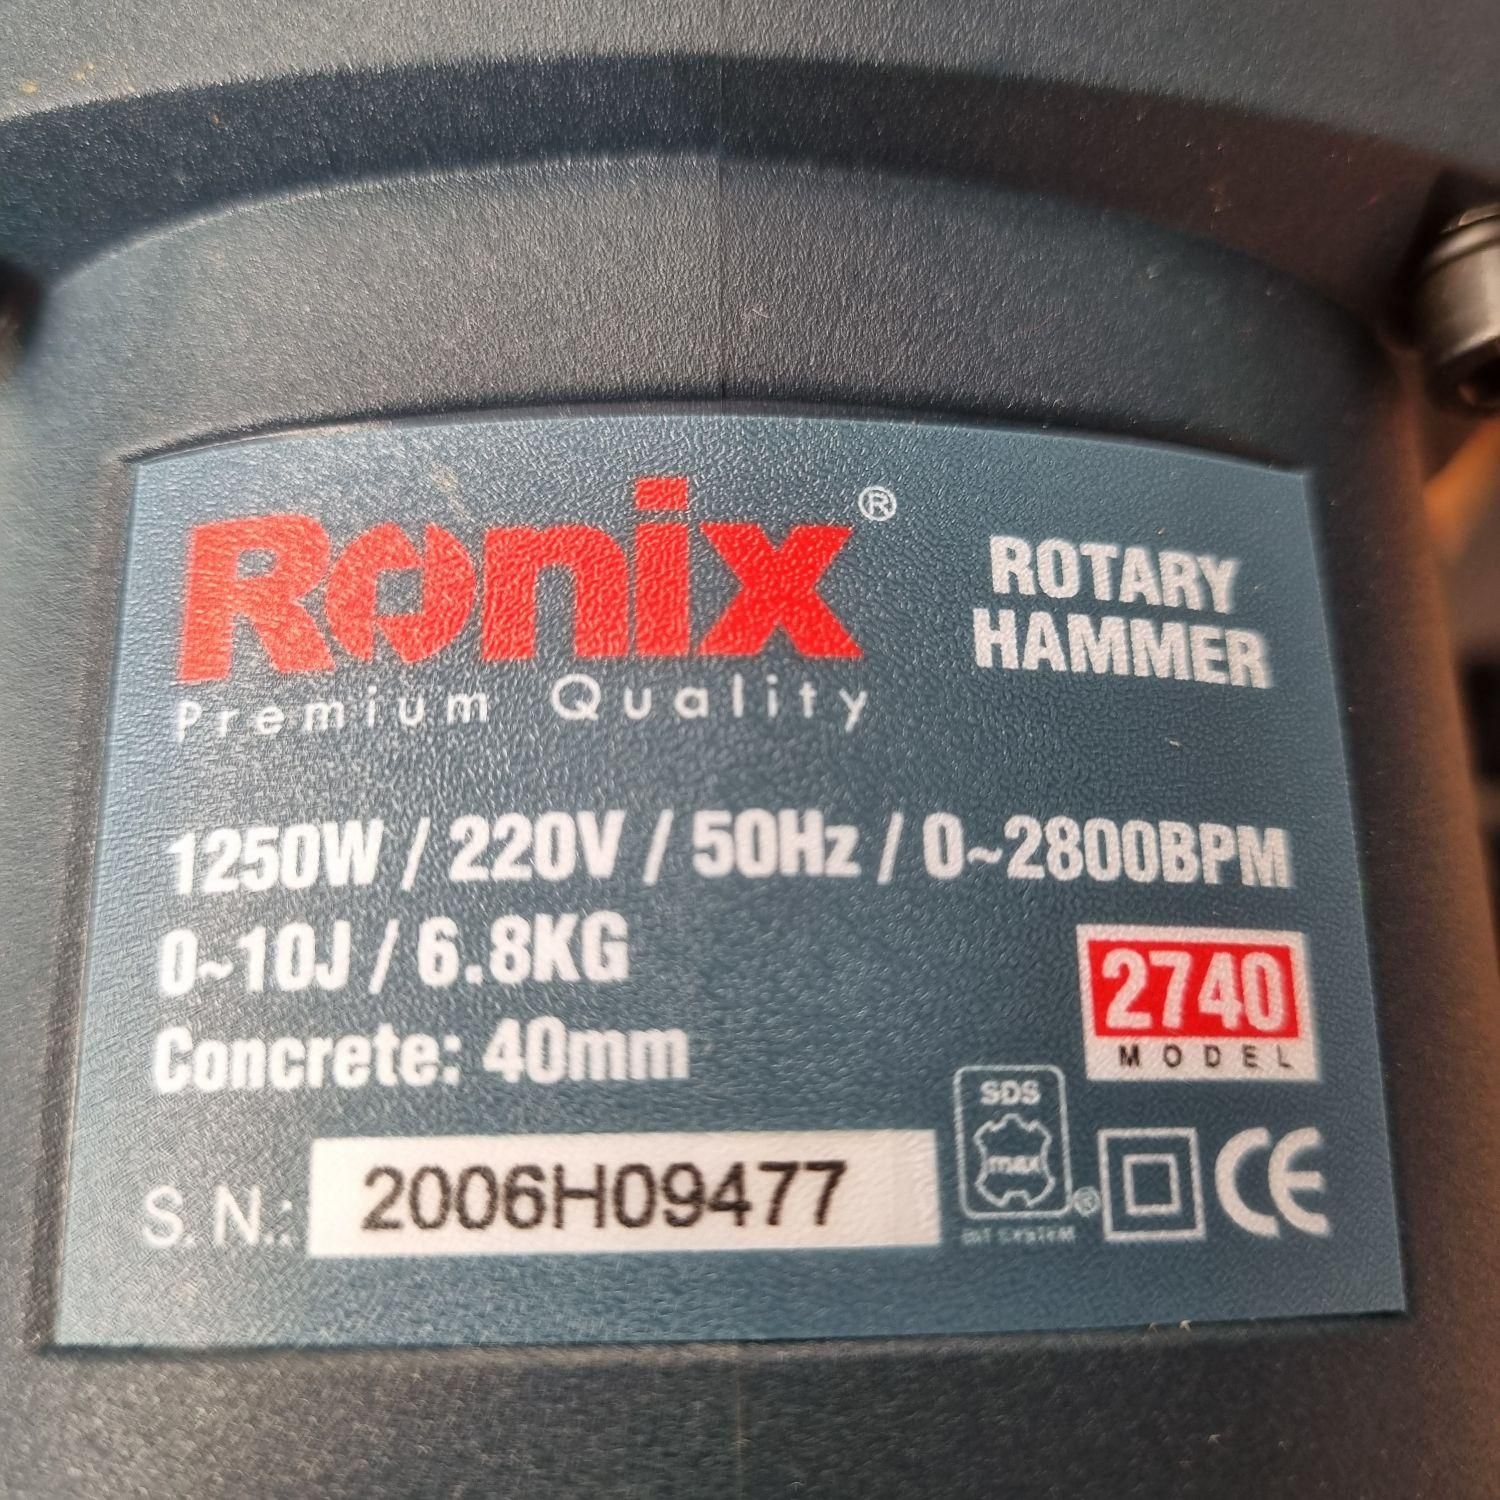 Ronix®
Premium Quality
ROTARY
HAMMER
1250W / 220V / 50Hz / 0~2800BPM
0~10J / 6.8KG
Concrete: 40mm
2740
MODEL
S.N.: 2006H09477
SDS
max
®
SYSTEM
CE